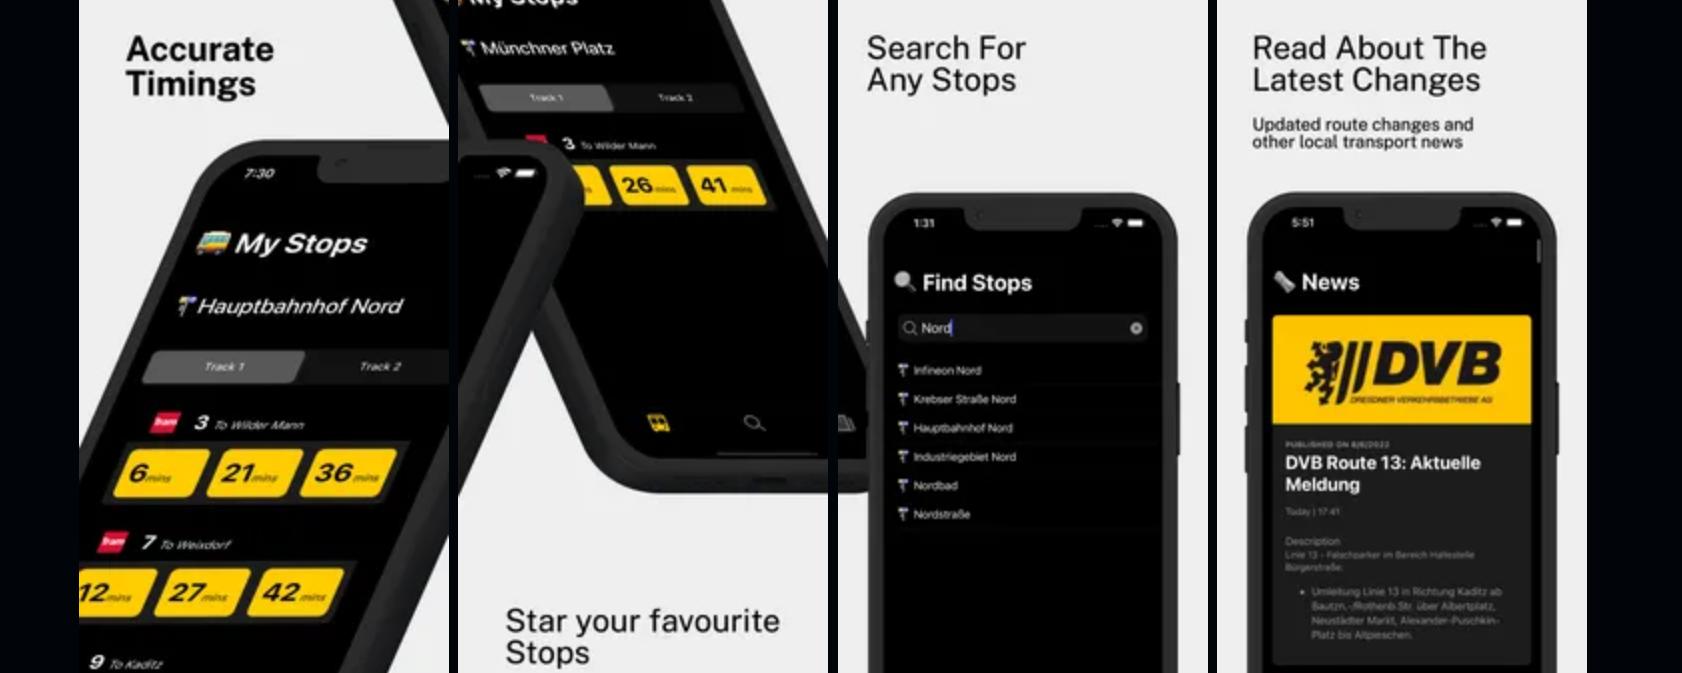 Accurate
Timings
7:30
My Stops
Hauptbahnhof Nord
Track 1 Track 2
Tram 3 To Wilder Mann
6 mins 21 mins 36 mins
Tram 7 To Weixdorf
12 mins 27 mins 42 mins
9 To Kaditz
My Stops
Münchner Platz
Track 1 Track 2
3 To Wilder Mann
26 mins 41 mins
Star your favourite
Stops
Search For
Any Stops
1:31
Find Stops
Nord
Infineon Nord
Krebser Straße Nord
Hauptbahnhof Nord
Industriegebiet Nord
Nordbad
Nordstraße
Read About The
Latest Changes
Updated route changes and
other local transport news
5:51
News
DVB
DRESDNER VERKEHRSBETRIEBE AG
PUBLISHED ON 8/6/2022
DVB Route 13: Aktuelle
Meldung
Today | 17:41
Description
Linie 13 - Falschparker im Bereich Haltestelle
Bürgerstraße:
• Umleitung Linie 13 in Richtung Kaditz ab
Bautzn.-/Rothenb.Str. über Albertplatz,
Neustädter Markt, Alexander-Puschkin-
Platz bis Altpieschen.